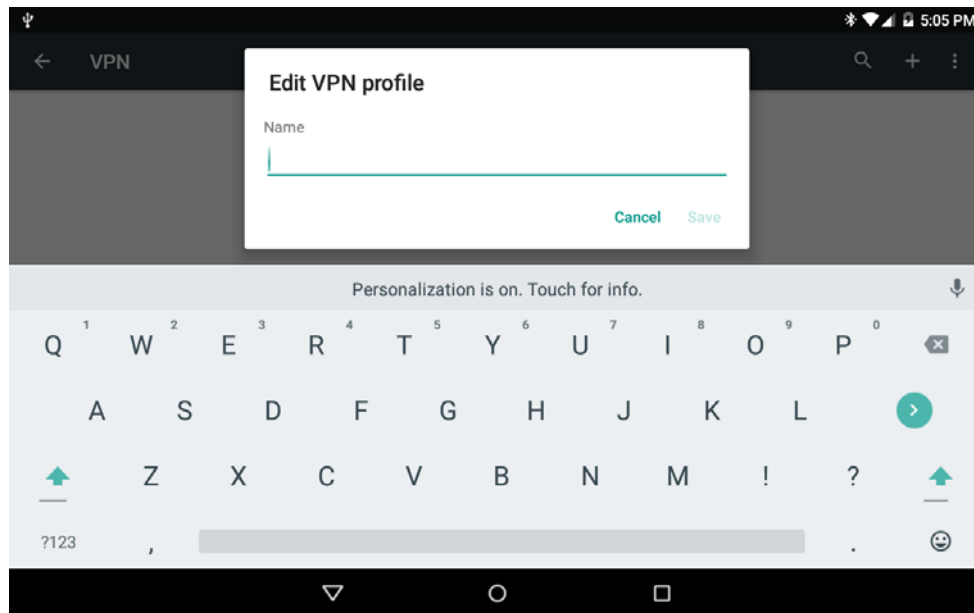 5:05 PM
VPN
Edit VPN profile
Name
Cancel Save
Personalization is on. Touch for info.
Q 1 W 2 E 3 R 4 T 5 Y 6 U 7 I 8 O 9 P 0
A S D F G H J K L
Z X C V B N M ! ?
?123 , .